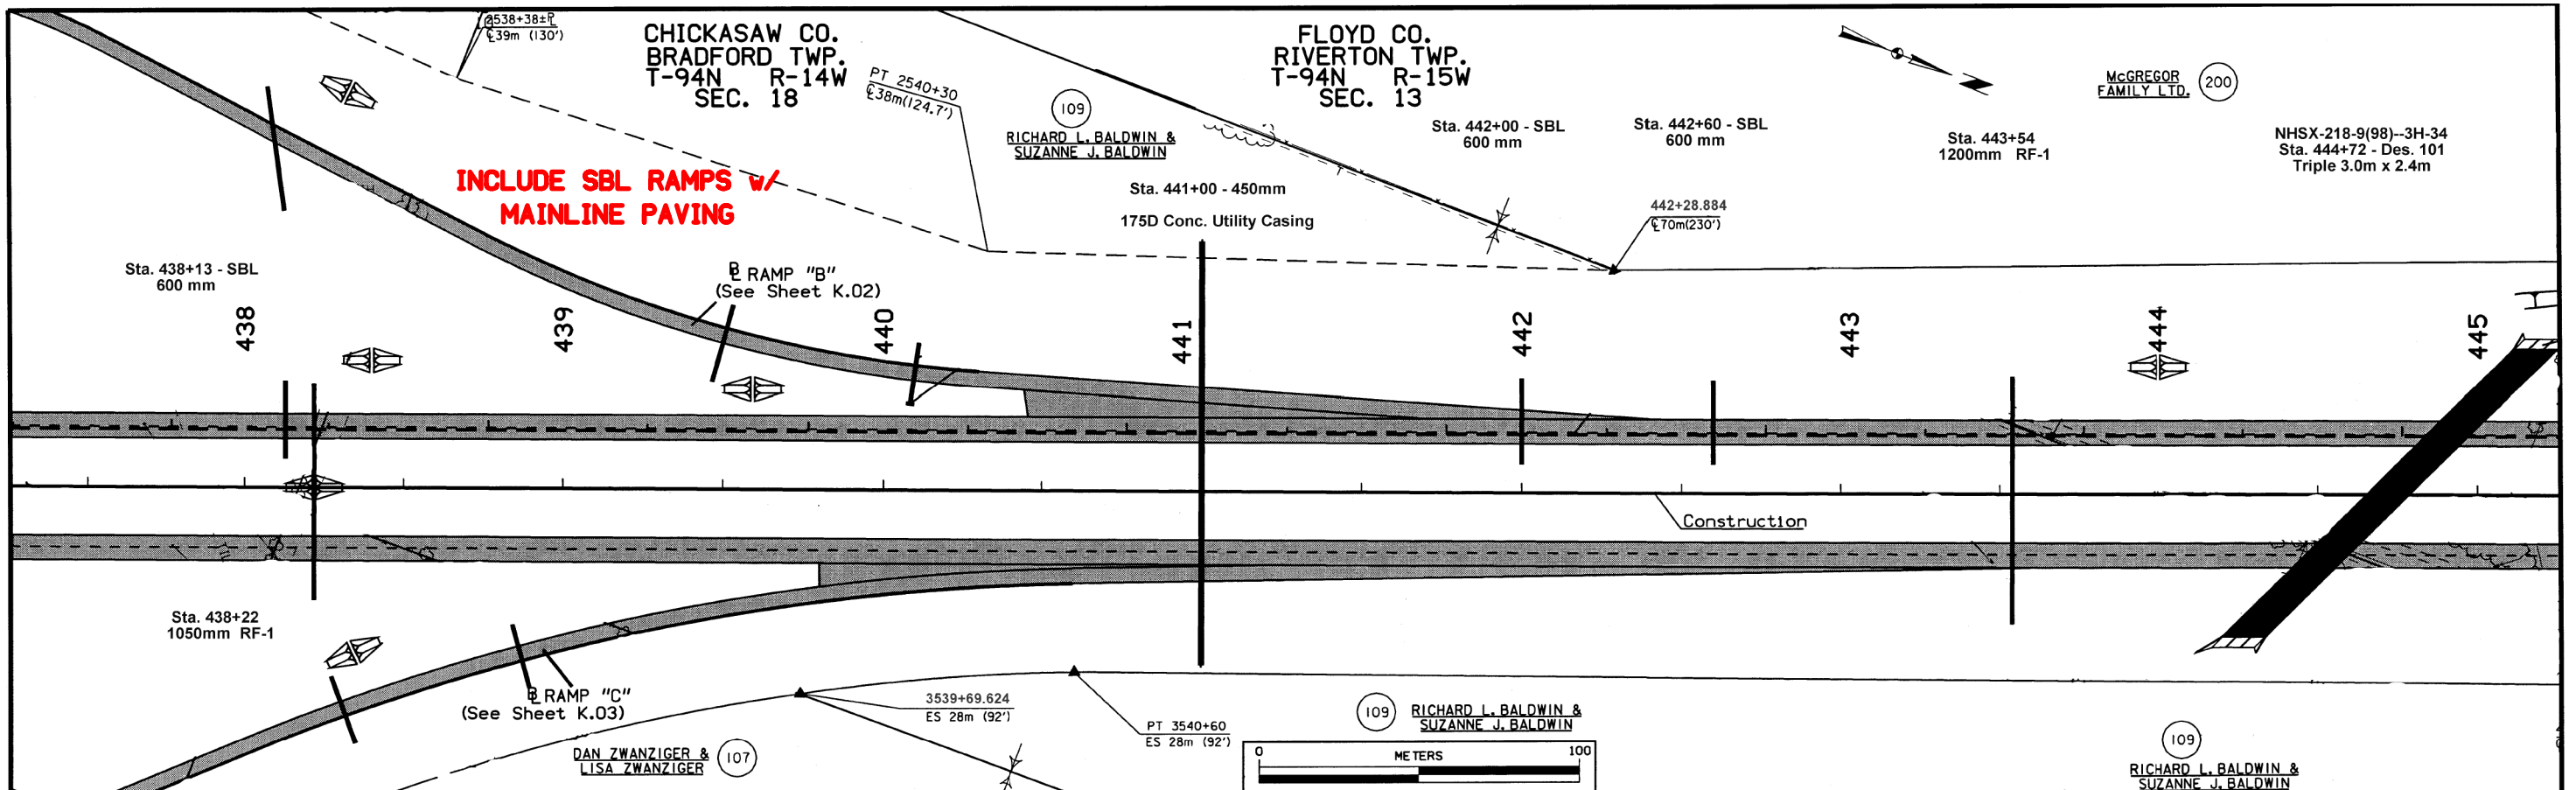 2538+38±PL
CL39m (130')
CHICKASAW CO.
BRADFORD TWP.
T-94N R-14W
SEC. 18
PT 2540+30
CL38m(124.7')
109
RICHARD L. BALDWIN &
SUZANNE J. BALDWIN
FLOYD CO.
RIVERTON TWP.
T-94N R-15W
SEC. 13
Sta. 442+00 - SBL
600 mm
Sta. 442+60 - SBL
600 mm
McGREGOR
FAMILY LTD.
200
Sta. 443+54
1200mm RF-1
NHSX-218-9(98)--3H-34
Sta. 444+72 - Des. 101
Triple 3.0m x 2.4m
INCLUDE SBL RAMPS w/
MAINLINE PAVING
Sta. 441+00 - 450mm
175D Conc. Utility Casing
442+28.884
CL70m(230')
Sta. 438+13 - SBL
600 mm
BL RAMP "B"
(See Sheet K.02)
438
439
440
441
442
443
444
445
Construction
Sta. 438+22
1050mm RF-1
BL RAMP "C"
(See Sheet K.03)
3539+69.624
ES 28m (92')
PT 3540+60
ES 28m (92')
109
RICHARD L. BALDWIN &
SUZANNE J. BALDWIN
DAN ZWANZIGER &
LISA ZWANZIGER
107
0 METERS 100
109
RICHARD L. BALDWIN &
SUZANNE J. BALDWIN